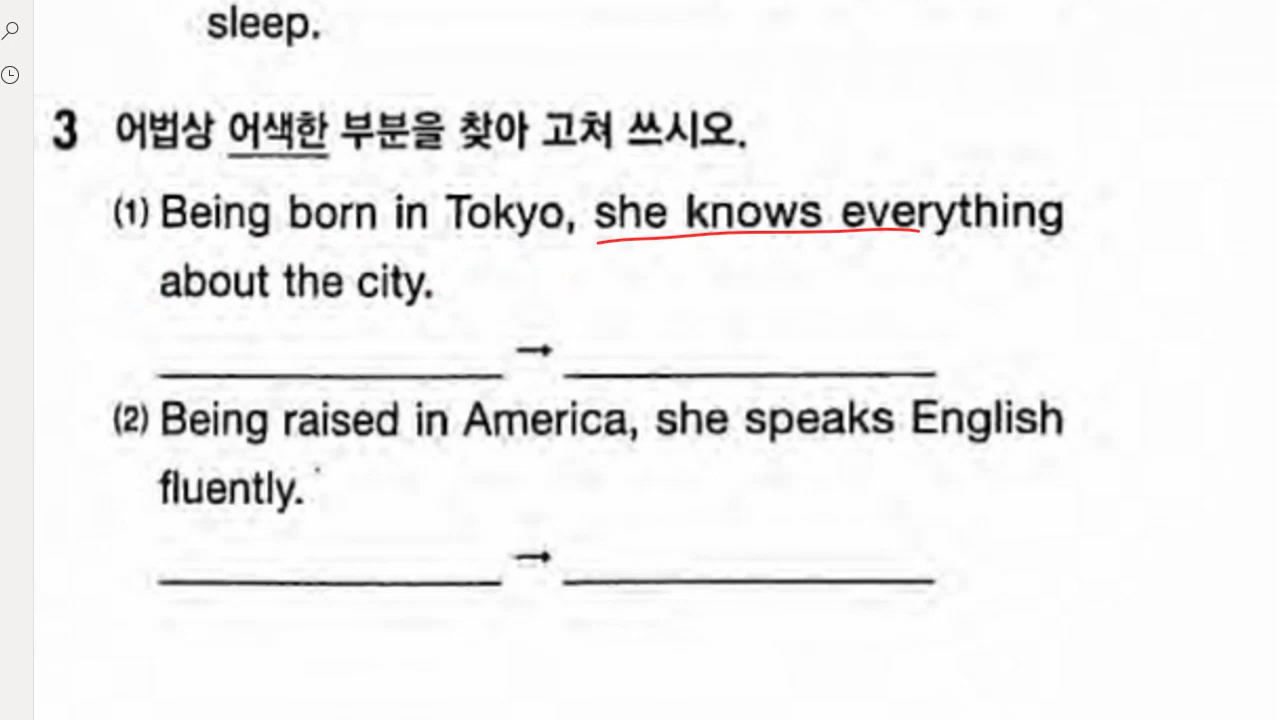 sleep.
3 어법상 어색한 부분을 찾아 고쳐 쓰시오.
(1) Being born in Tokyo, she knows everything
about the city.
→
(2) Being raised in America, she speaks English
fluently.
→